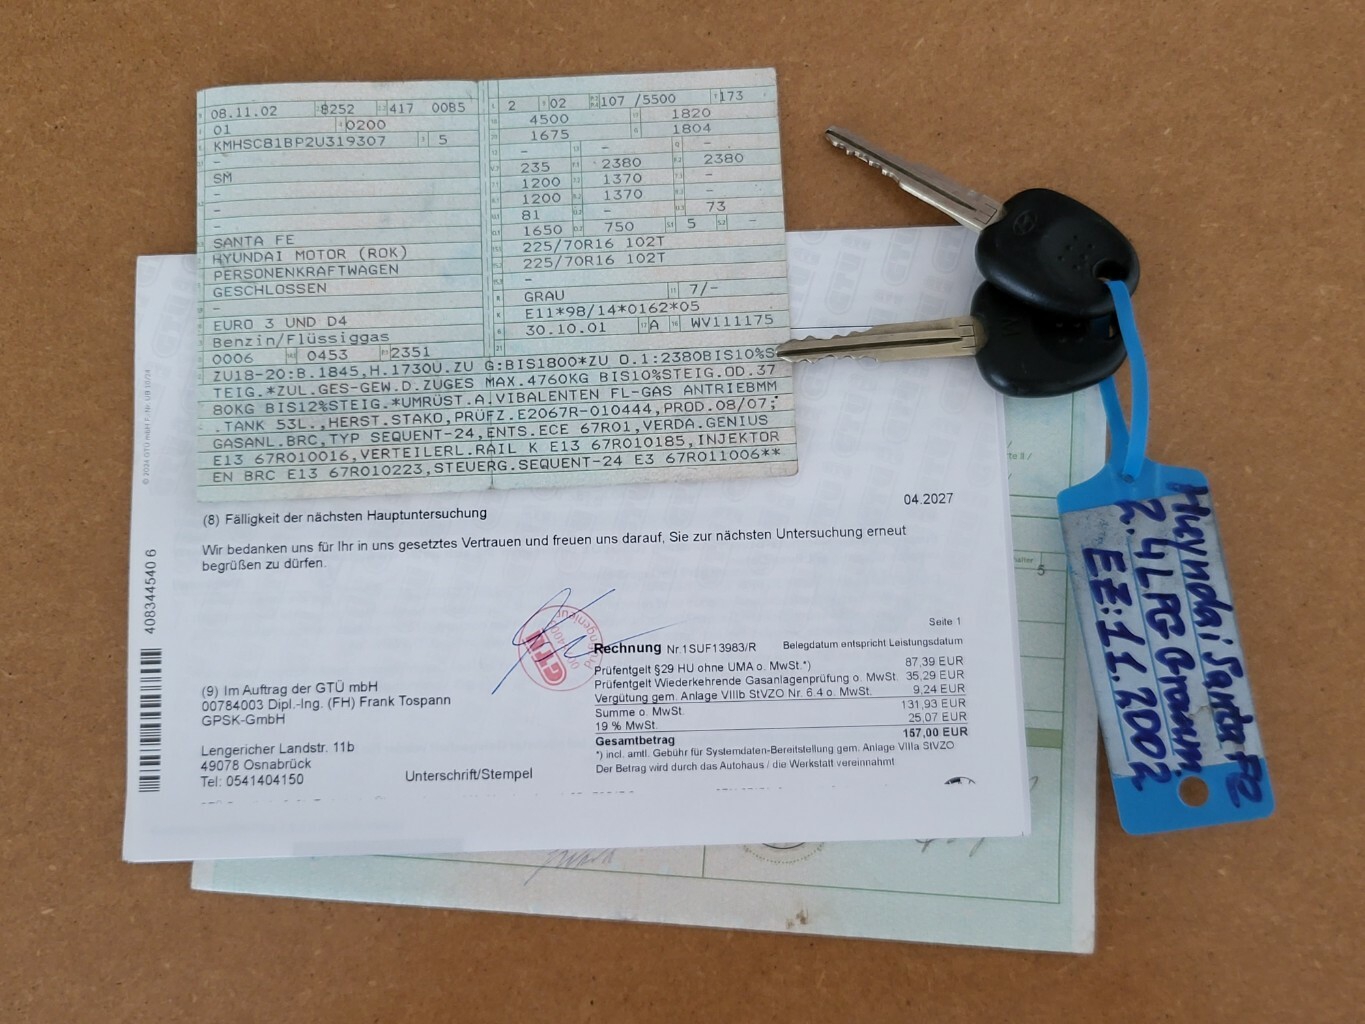 08.11.02 8252 417 0085
01 0200
KMHSC81BP2U319307 5
-
SM
-
-
-
SANTA FE
HYUNDAI MOTOR (ROK)
PERSONENKRAFTWAGEN
GESCHLOSSEN
-
EURO 3 UND D4
Benzin/Flüssiggas
0006 0453 2351
2 02 107 /5500 173
4500 1820
1675 1804
- - -
235 2380 2380
1200 1370 -
1200 1370 -
81 - 73
1650 750 5 -
225/70R16 102T
225/70R16 102T
-
GRAU 7/-
E11*98/14*0162*05
30.10.01 A WV111175
ZU18-20:B.1845,H.1730U.ZU G:BIS1800*ZU O.1:2380BIS10%S
TEIG.*ZUL.GES-GEW.D.ZUGES MAX.4760KG BIS10%STEIG.OD.37
80KG BIS12%STEIG.*UMRÜST.A.VIBALENTEN FL-GAS ANTRIEBMM
.TANK 53L.,HERST.STAKO,PRÜFZ.E2067R-010444,PROD.08/07;
GASANL.BRC,TYP SEQUENT-24,ENTS.ECE 67R01,VERDA.GENIUS
E13 67R010016,VERTEILERL.RAIL K E13 67R010185,INJEKTOR
EN BRC E13 67R010223,STEUERG.SEQUENT-24 E3 67R011006**
(8) Fälligkeit der nächsten Hauptuntersuchung 04.2027
Wir bedanken uns für Ihr in uns gesetztes Vertrauen und freuen uns darauf, Sie zur nächsten Untersuchung erneut
begrüßen zu dürfen.
408344540 6
GTÜ
Prüfingenieur
(9) Im Auftrag der GTÜ mbH
00784003 Dipl.-Ing. (FH) Frank Tospann
GPSK-GmbH
Lengericher Landstr. 11b
49078 Osnabrück
Tel: 0541404150
Unterschrift/Stempel
Seite 1
Rechnung Nr.1SUF13983/R Belegdatum entspricht Leistungsdatum
Prüfentgelt §29 HU ohne UMA o. MwSt.*) 87,39 EUR
Prüfentgelt Wiederkehrende Gasanlagenprüfung o. MwSt. 35,29 EUR
Vergütung gem. Anlage VIIIb StVZO Nr. 6.4 o. MwSt. 9,24 EUR
Summe o. MwSt. 131,93 EUR
19 % MwSt. 25,07 EUR
Gesamtbetrag 157,00 EUR
*) incl. amtl. Gebühr für Systemdaten-Bereitstellung gem. Anlage VIIIa StVZO
Der Betrag wird durch das Autohaus / die Werkstatt vereinnahmt
5
Huyndai Santa FE
2.4 LPG Braun
EZ:11.2002